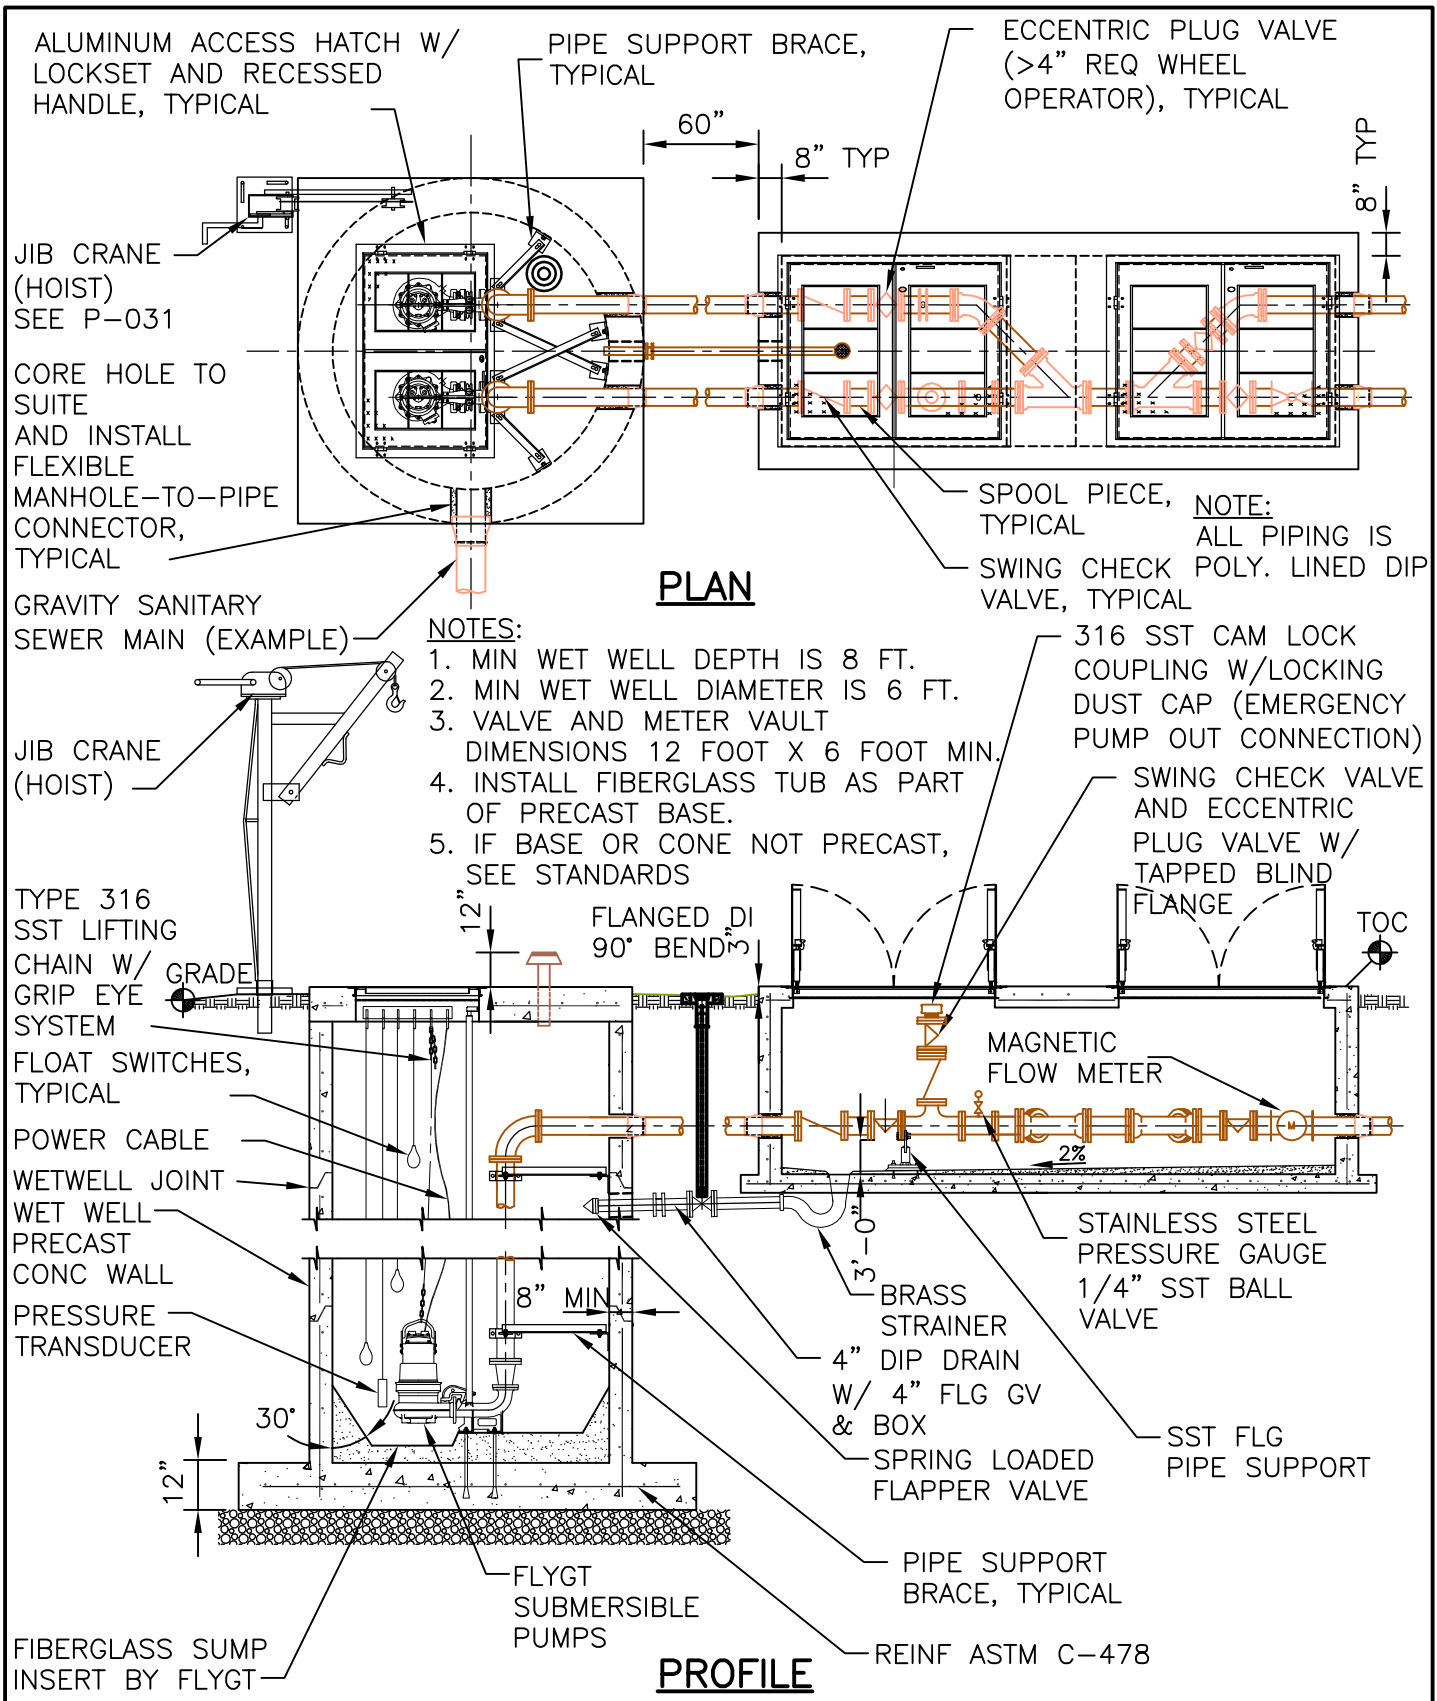 ALUMINUM ACCESS HATCH W/
LOCKSET AND RECESSED
HANDLE, TYPICAL
PIPE SUPPORT BRACE,
TYPICAL
ECCENTRIC PLUG VALVE
(>4" REQ WHEEL
OPERATOR), TYPICAL
60"
8" TYP
8" TYP
JIB CRANE
(HOIST)
SEE P-031
CORE HOLE TO
SUITE
AND INSTALL
FLEXIBLE
MANHOLE-TO-PIPE
CONNECTOR,
TYPICAL
GRAVITY SANITARY
SEWER MAIN (EXAMPLE)
SPOOL PIECE,
TYPICAL
NOTE:
ALL PIPING IS
POLY. LINED DIP
SWING CHECK
VALVE, TYPICAL
PLAN
NOTES:
1. MIN WET WELL DEPTH IS 8 FT.
2. MIN WET WELL DIAMETER IS 6 FT.
3. VALVE AND METER VAULT
DIMENSIONS 12 FOOT X 6 FOOT MIN.
4. INSTALL FIBERGLASS TUB AS PART
OF PRECAST BASE.
5. IF BASE OR CONE NOT PRECAST,
SEE STANDARDS
316 SST CAM LOCK
COUPLING W/LOCKING
DUST CAP (EMERGENCY
PUMP OUT CONNECTION)
SWING CHECK VALVE
AND ECCENTRIC
PLUG VALVE W/
TAPPED BLIND
FLANGE
JIB CRANE
(HOIST)
TYPE 316
SST LIFTING
CHAIN W/
GRIP EYE
SYSTEM
GRADE
12"
FLANGED DI
90° BEND
3"
TOC
FLOAT SWITCHES,
TYPICAL
POWER CABLE
WETWELL JOINT
WET WELL
PRECAST
CONC WALL
PRESSURE
TRANSDUCER
MAGNETIC
FLOW METER
M
2%
3'-0"
STAINLESS STEEL
PRESSURE GAUGE
1/4" SST BALL
VALVE
8" MIN
BRASS
STRAINER
4" DIP DRAIN
W/ 4" FLG GV
& BOX
SPRING LOADED
FLAPPER VALVE
SST FLG
PIPE SUPPORT
30°
12"
PIPE SUPPORT
BRACE, TYPICAL
FLYGT
SUBMERSIBLE
PUMPS
REINF ASTM C-478
FIBERGLASS SUMP
INSERT BY FLYGT
PROFILE